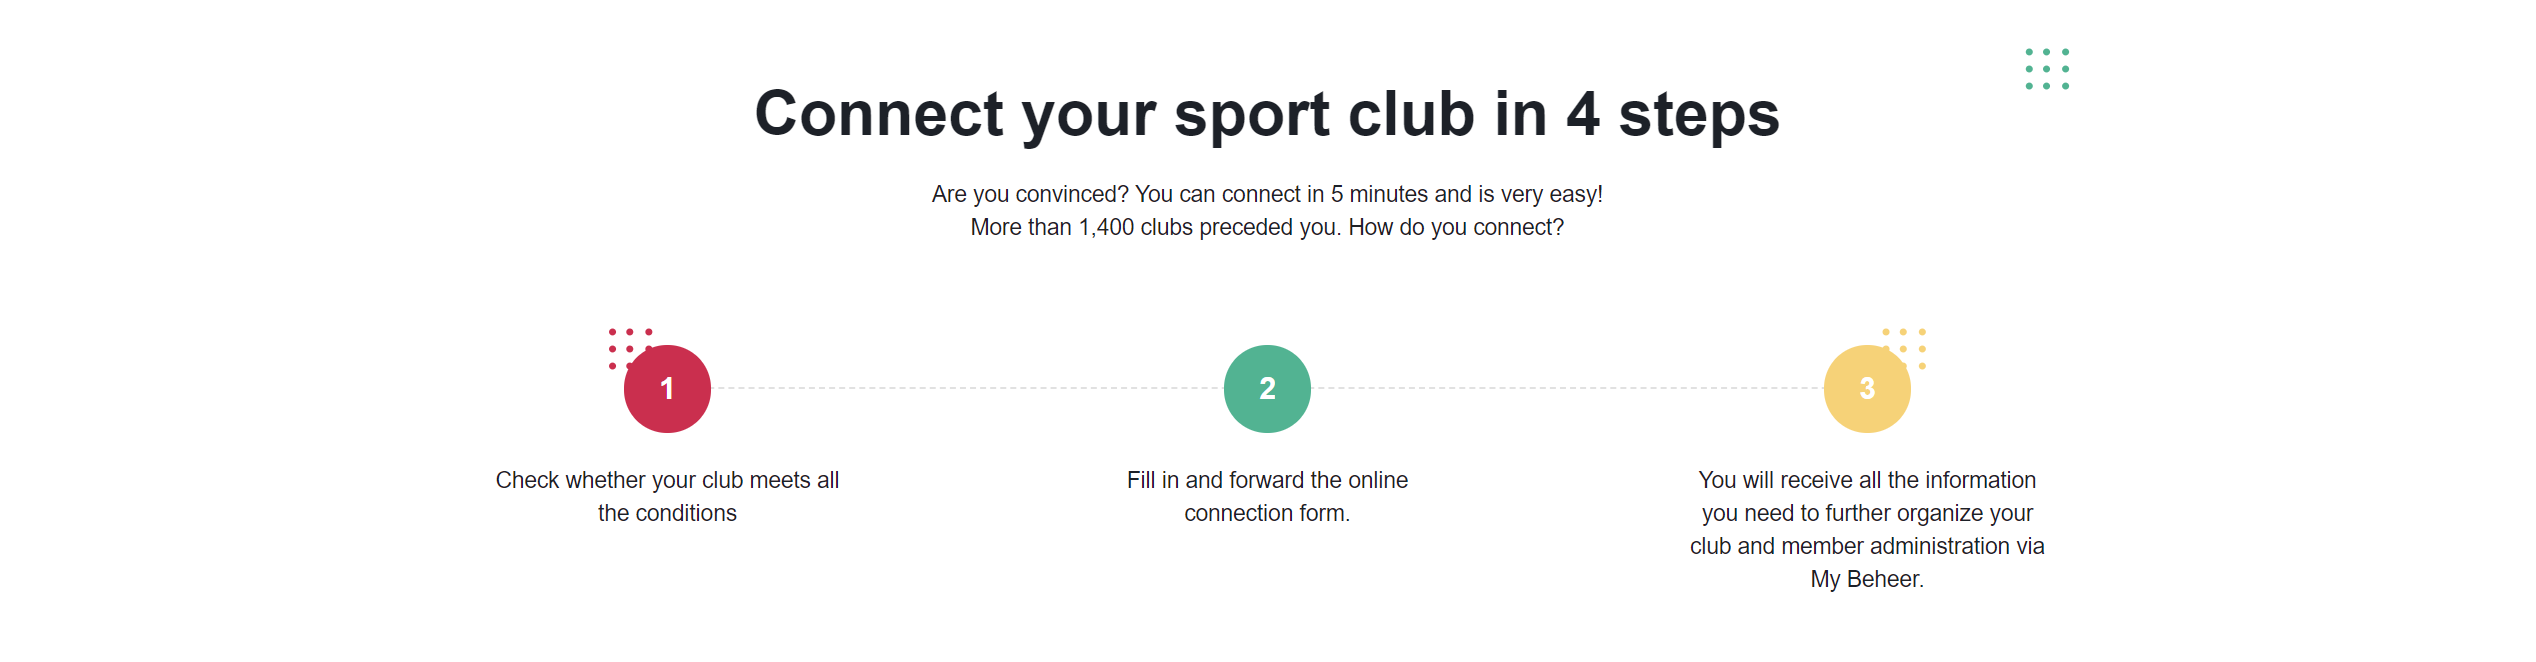 Connect your sport club in 4 steps
Are you convinced? You can connect in 5 minutes and is very easy!
More than 1,400 clubs preceded you. How do you connect?
1
2
3
Check whether your club meets all
the conditions
Fill in and forward the online
connection form.
You will receive all the information
you need to further organize your
club and member administration via
My Beheer.